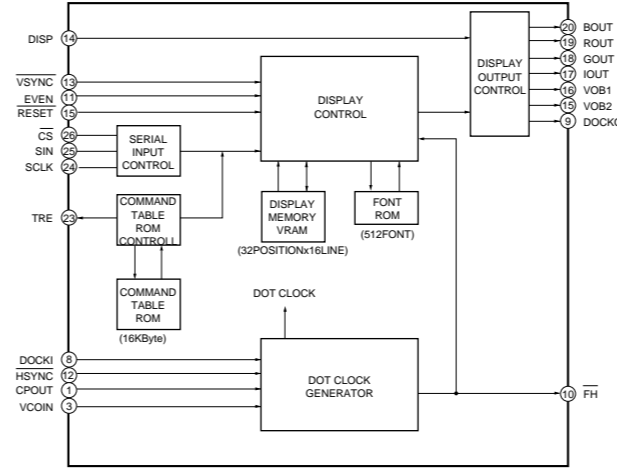 DISP 14
VSYNC 13
EVEN 11
RESET 15
CS 26
SIN 25
SCLK 24
TRE 23
DOCKI 8
HSYNC 12
CPOUT 1
VCOIN 3
SERIAL
INPUT
CONTROL
COMMAND
TABLE
ROM
CONTROLL
COMMAND
TABLE
ROM
(16KByte)
DISPLAY
CONTROL
DISPLAY
MEMORY
VRAM
(32POSITIONx16LINE)
FONT
ROM
(512FONT)
DOT CLOCK
DOT CLOCK
GENERATOR
DISPLAY
OUTPUT
CONTROL
20 BOUT
19 ROUT
18 GOUT
17 IOUT
16 VOB1
15 VOB2
9 DOCKO
10 FH